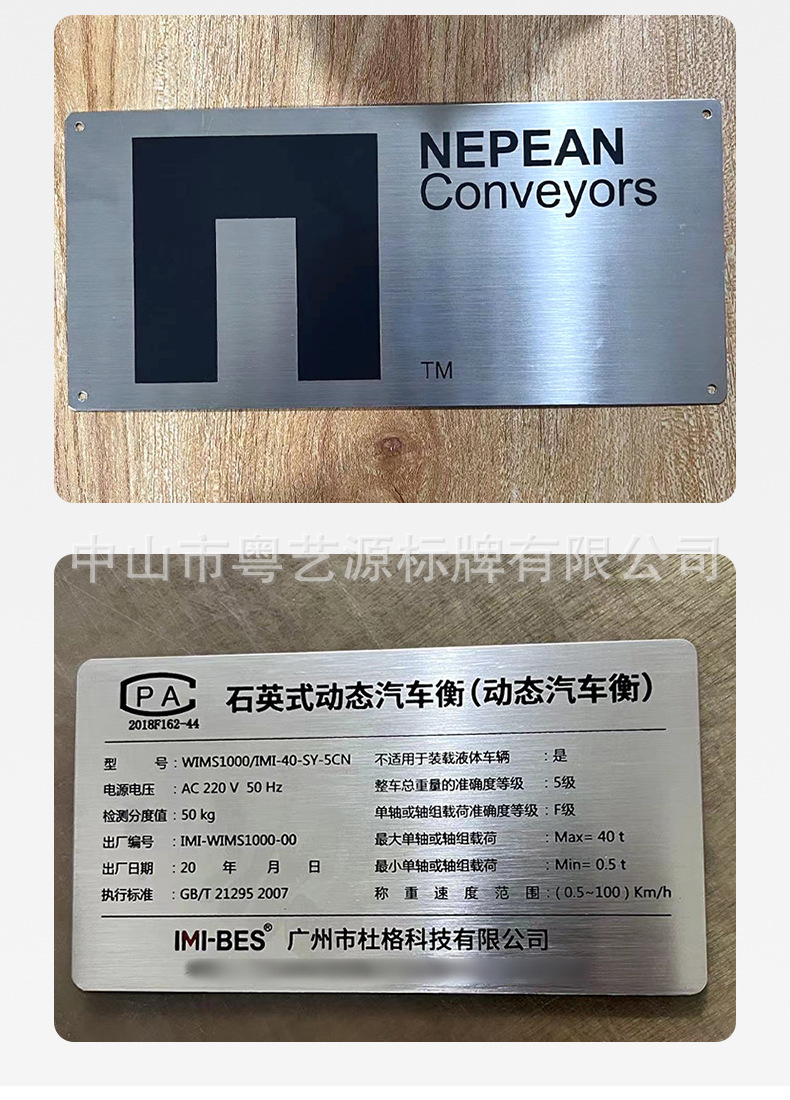 NEPEAN
Conveyors
TM
中山市粤艺源标牌有限公司
CPA
2018F162-44
石英式动态汽车衡(动态汽车衡)
型 号: WIMS1000/IMI-40-SY-5CN 不适用于装载液体车辆 : 是
电源电压: AC 220 V 50 Hz 整车总重量的准确度等级 : 5级
检测分度值: 50 kg 单轴或轴组载荷准确度等级: F级
出厂编号: IMI-WIMS1000-00 最大单轴或轴组载荷 : Max= 40 t
出厂日期: 20 年 月 日 最小单轴或轴组载荷 : Min= 0.5 t
执行标准: GB/T 21295 2007 称重速度范围: ( 0.5~100 ) Km/h
IMI-BES® 广州市杜格科技有限公司